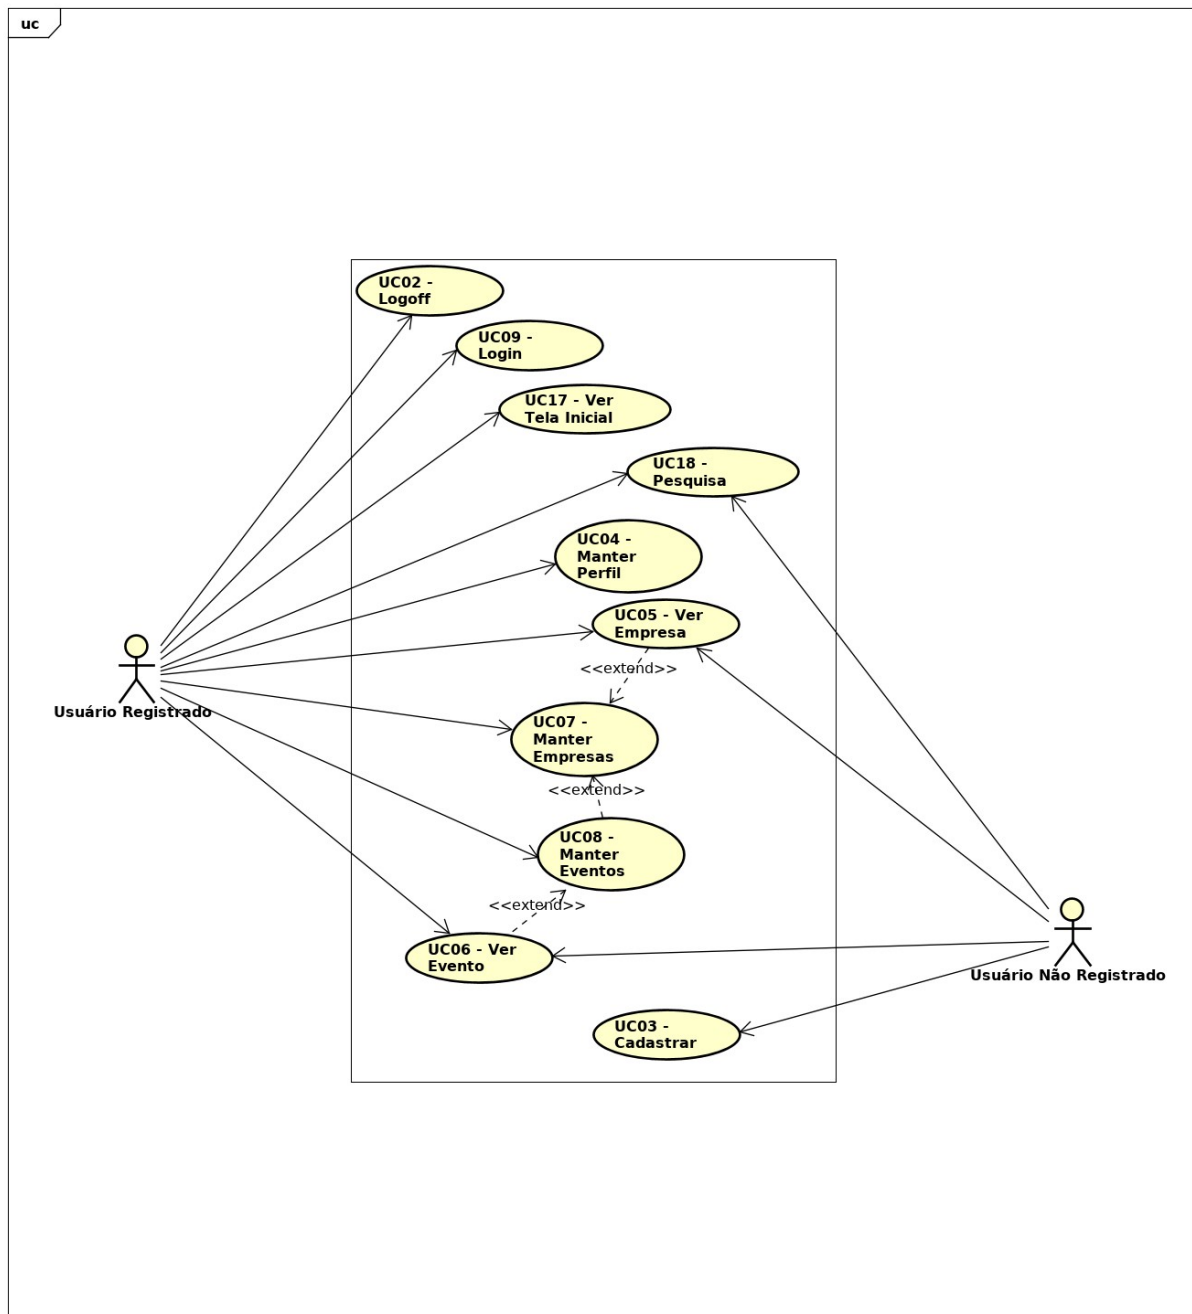 uc
UC02 -
Logoff
UC09 -
Login
UC17 - Ver
Tela Inicial
UC18 -
Pesquisa
UC04 -
Manter
Perfil
UC05 - Ver
Empresa
<<extend>>
Usuário Registrado
UC07 -
Manter
Empresas
<<extend>>
UC08 -
Manter
Eventos
<<extend>>
UC06 - Ver
Evento
Usuário Não Registrado
UC03 -
Cadastrar